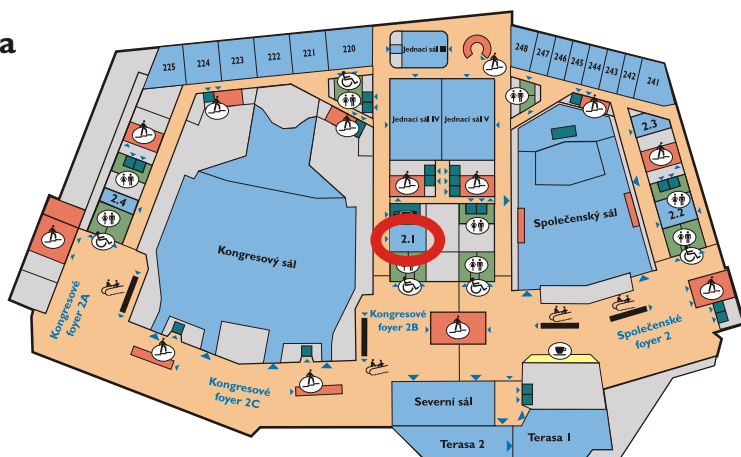 a
225
224
223
222
221
220
Jednací sál
248
247
246
245
244
243
242
241
Jednací sál IV
Jednací sál V
2.3
2.4
2.2
2.1
Společenský sál
Kongresový sál
Kongresové
foyer 2A
Kongresové
foyer 2B
Společenské
foyer 2
Kongresové
foyer 2C
Severní sál
Terasa 2
Terasa 1